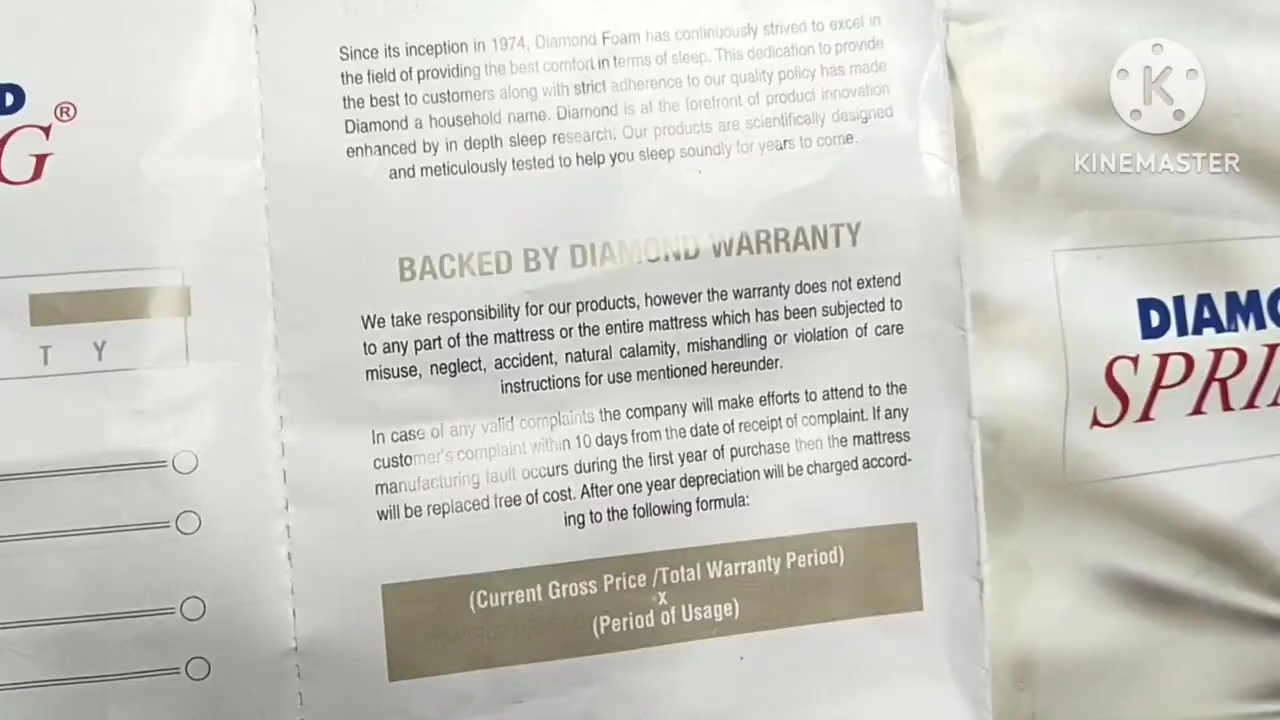 D
G®
T Y
Since its inception in 1974, Diamond Foam has continuously strived to excel in
the field of providing the best comfort in terms of sleep. This dedication to provide
the best to customers along with strict adherence to our quality policy has made
Diamond a household name. Diamond is at the forefront of product innovation
enhanced by in depth sleep research. Our products are scientifically designed
and meticulously tested to help you sleep soundly for years to come.
BACKED BY DIAMOND WARRANTY
We take responsibility for our products, however the warranty does not extend
to any part of the mattress or the entire mattress which has been subjected to
misuse, neglect, accident, natural calamity, mishandling or violation of care
instructions for use mentioned hereunder.
In case of any valid complaints the company will make efforts to attend to the
customer's complaint within 10 days from the date of receipt of complaint. If any
manufacturing fault occurs during the first year of purchase then the mattress
will be replaced free of cost. After one year depreciation will be charged accord-
ing to the following formula:
(Current Gross Price /Total Warranty Period)
x
(Period of Usage)
K
KINEMASTER
DIAMO
SPRI